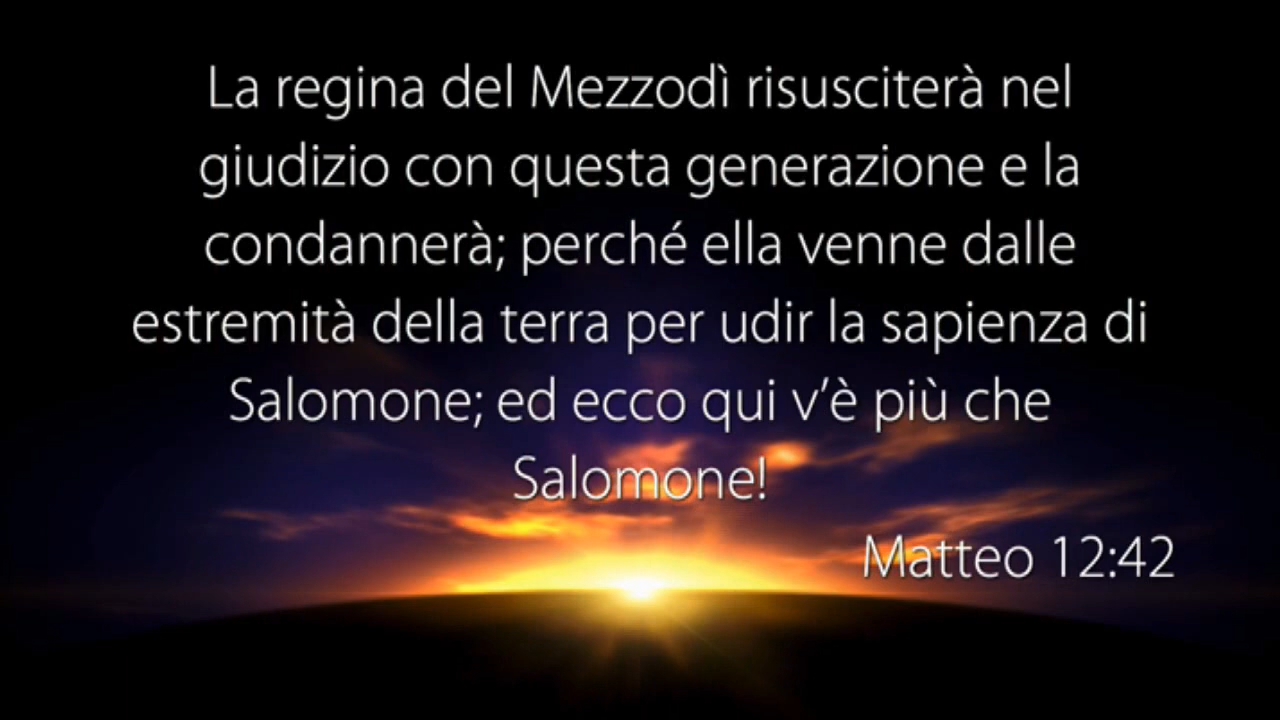 La regina del Mezzodì risusciterà nel
giudizio con questa generazione e la
condannerà; perché ella venne dalle
estremità della terra per udir la sapienza di
Salomone; ed ecco qui v’è più che
Salomone!
Matteo 12:42